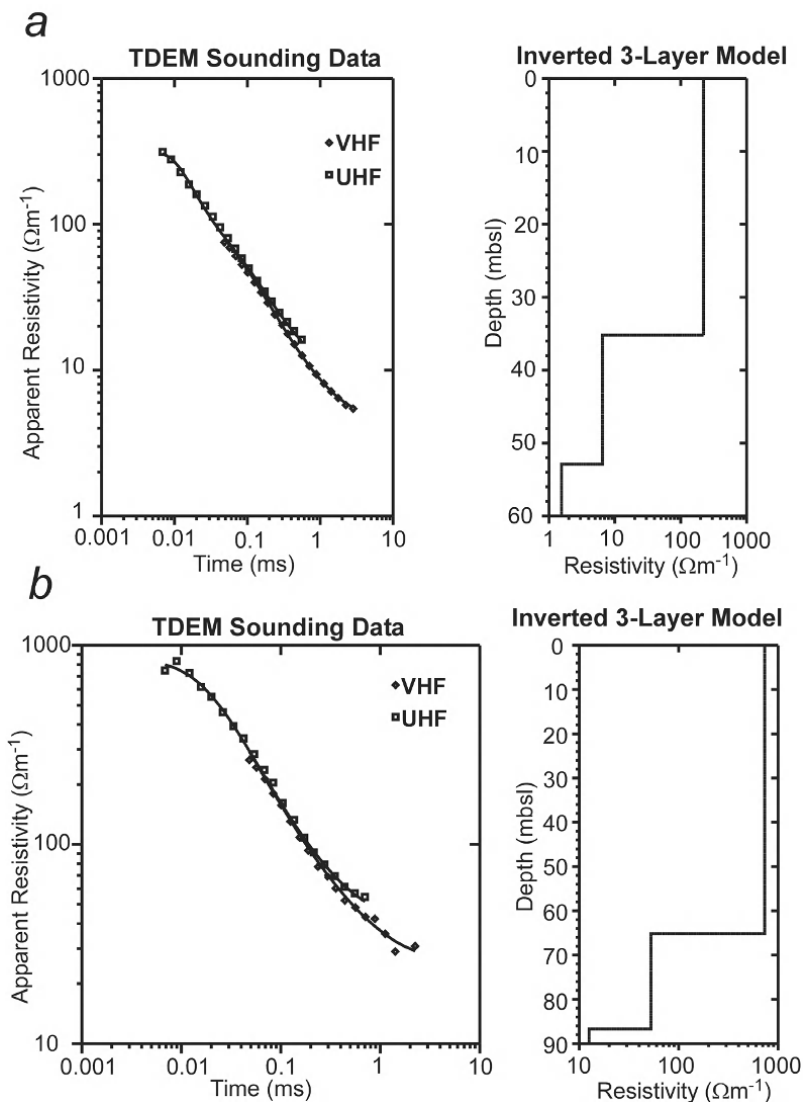 a
TDEM Sounding Data
Inverted 3-Layer Model
1000
100
10
1
Apparent Resistivity (Ωm-1)
VHF
UHF
0.001 0.01 0.1 1 10
Time (ms)
0
10
20
30
40
50
60
Depth (mbsl)
1 10 100 1000
Resistivity (Ωm-1)
b
TDEM Sounding Data
Inverted 3-Layer Model
1000
100
10
Apparent Resistivity (Ωm-1)
VHF
UHF
0.001 0.01 0.1 1 10
Time (ms)
0
10
20
30
40
50
60
70
80
90
Depth (mbsl)
10 100 1000
Resistivity (Ωm-1)